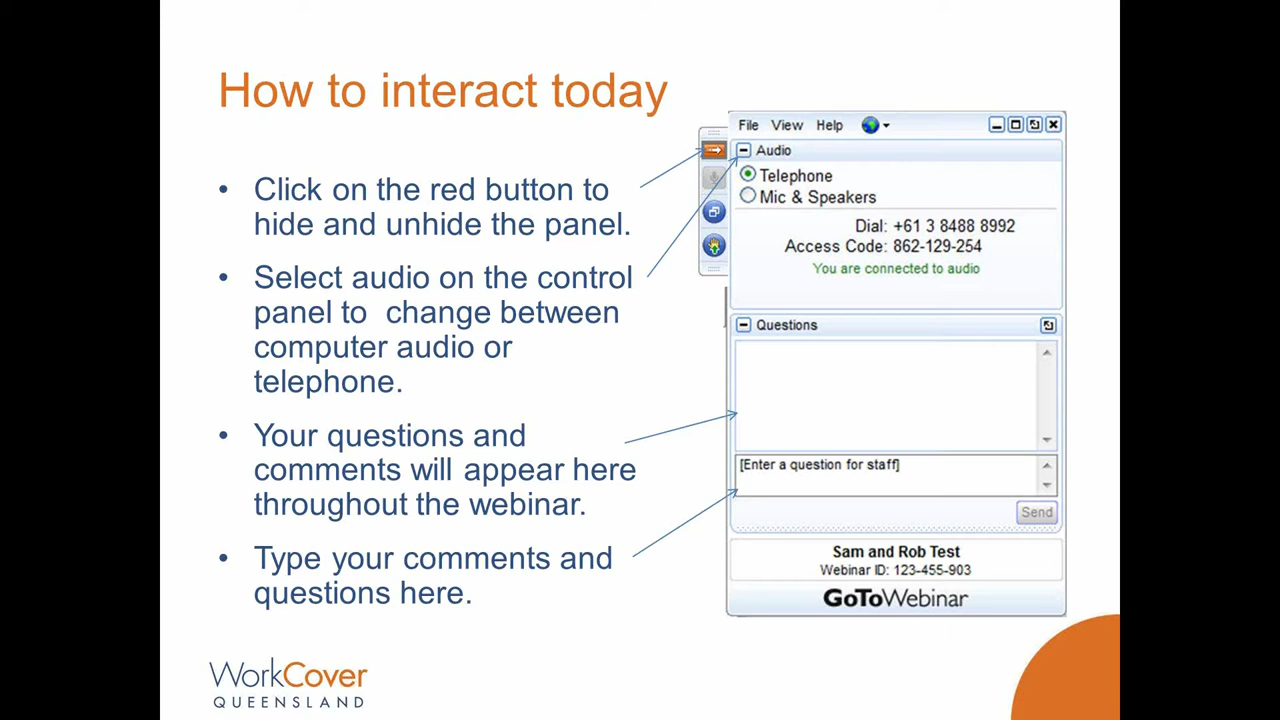 How to interact today
• Click on the red button to
hide and unhide the panel.
• Select audio on the control
panel to  change between
computer audio or
telephone.
• Your questions and
comments will appear here
throughout the webinar.
• Type your comments and
questions here.
File View Help
Audio
Telephone
Mic & Speakers
Dial: +61 3 8488 8992
Access Code: 862-129-254
You are connected to audio
Questions
[Enter a question for staff]
Send
Sam and Rob Test
Webinar ID: 123-455-903
GoToWebinar
WorkCover
QUEENSLAND